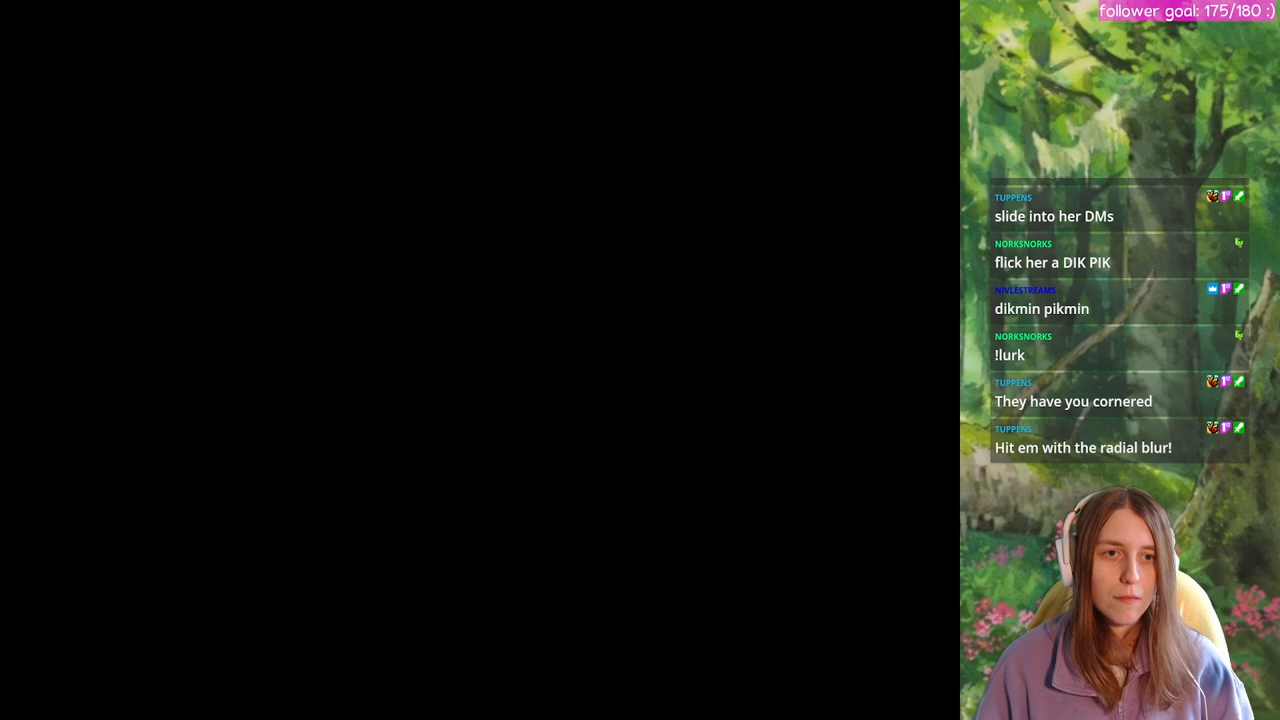 follower goal: 175/180 :)
TUPPENS
slide into her DMs
NORKSNORKS
flick her a DIK PIK
NIVLESTREAMS
dikmin pikmin
NORKSNORKS
!lurk
TUPPENS
They have you cornered
TUPPENS
Hit em with the radial blur!